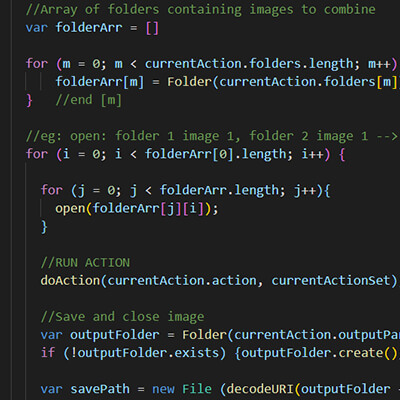 //Array of folders containing images to combine
var folderArr = []
for (m = 0; m < currentAction.folders.length; m++)
folderArr[m] = Folder(currentAction.folders[m]
} //end [m]
//eg: open: folder 1 image 1, folder 2 image 1 -->
for (i = 0; i < folderArr[0].length; i++) {
for (j = 0; j < folderArr.length; j++){
open(folderArr[j][i]);
}
//RUN ACTION
doAction(currentAction.action, currentActionSet)
//Save and close image
var outputFolder = Folder(currentAction.outputPa
if (!outputFolder.exists) {outputFolder.create()
var savePath = new File (decodeURI(outputFolder